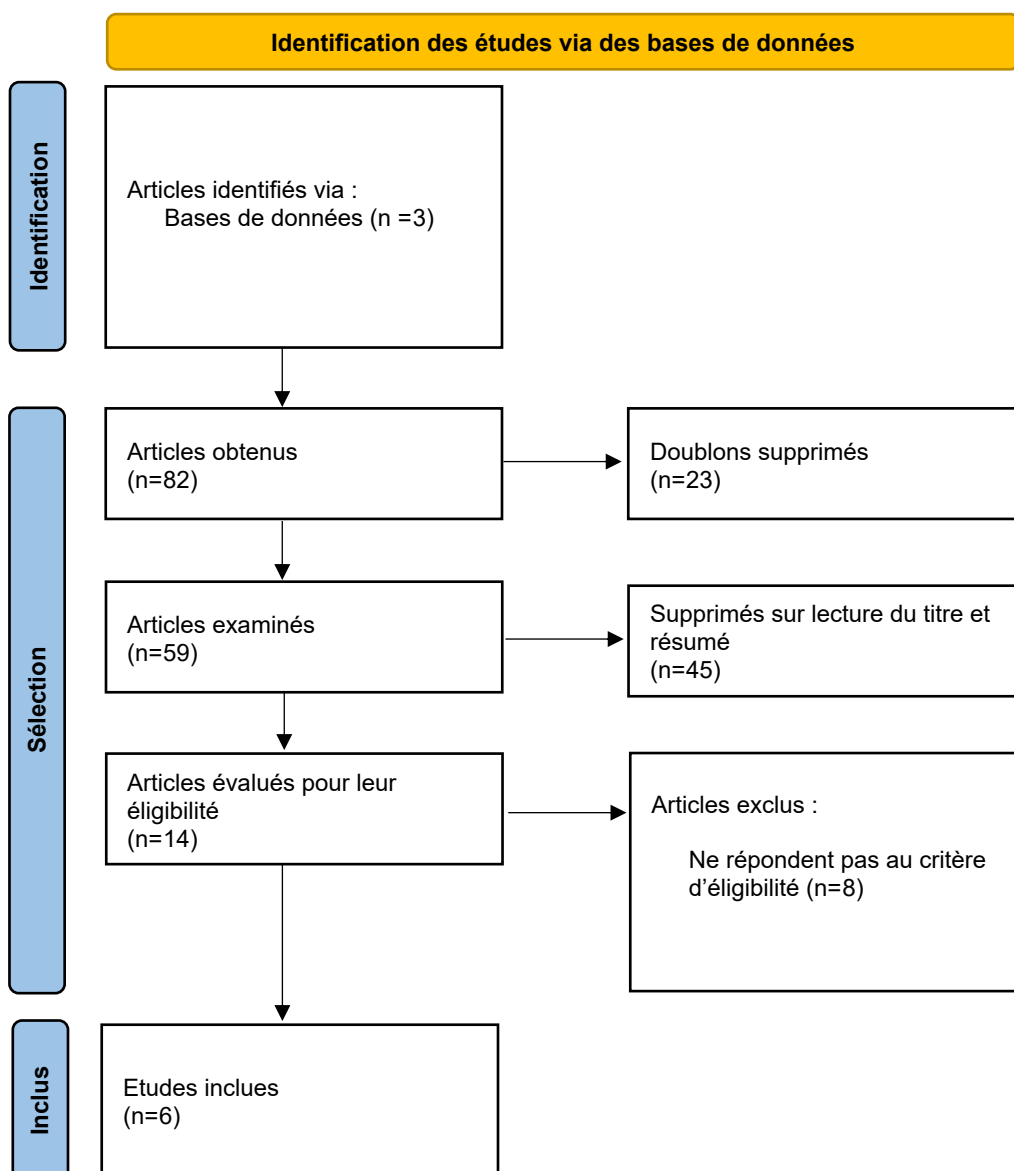 Identification des études via des bases de données
Identification
Articles identifiés via :
Bases de données (n =3)
Sélection
Articles obtenus
(n=82)
Doublons supprimés
(n=23)
Articles examinés
(n=59)
Supprimés sur lecture du titre et
résumé
(n=45)
Articles évalués pour leur
éligibilité
(n=14)
Articles exclus :
Ne répondent pas au critère
d’éligibilité (n=8)
Inclus
Etudes inclues
(n=6)